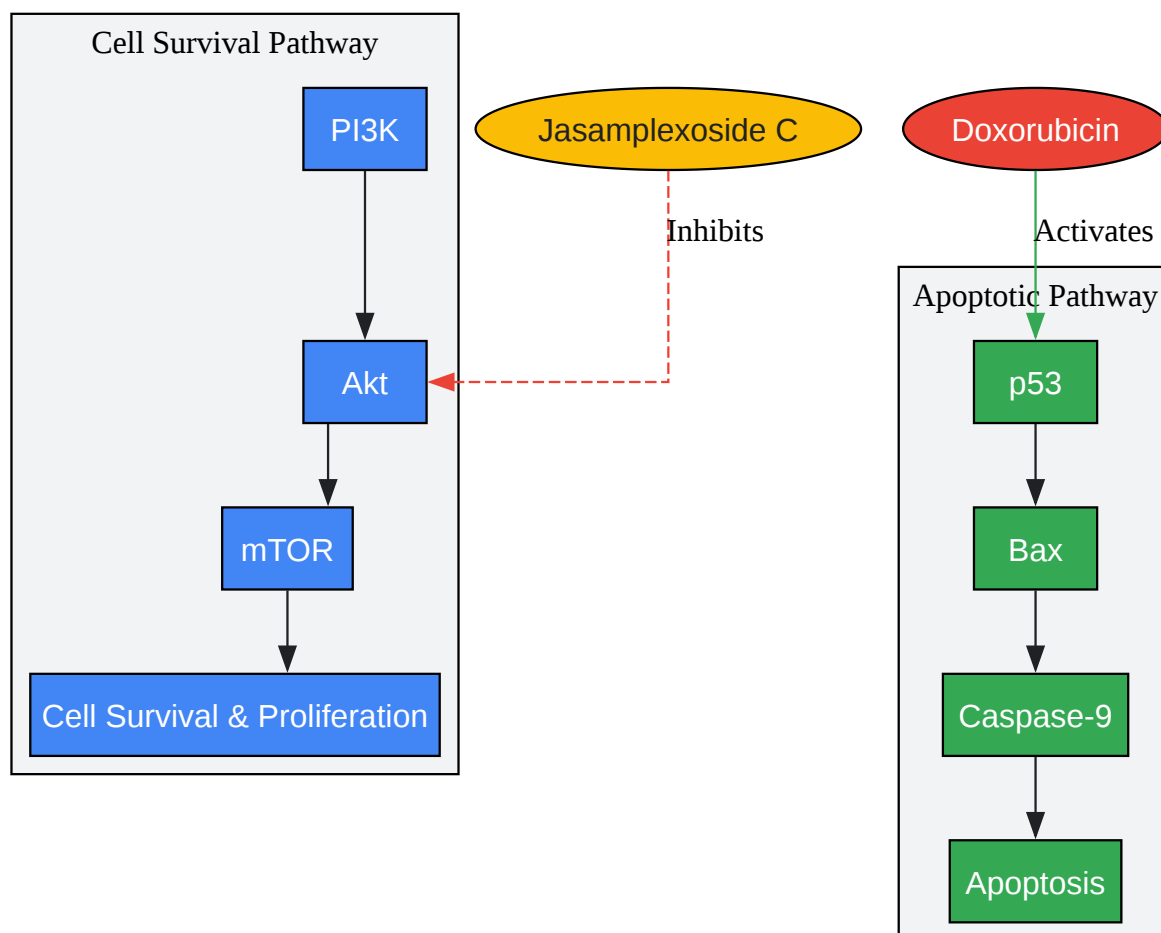 Cell Survival Pathway
PI3K
Jasamplexoside C
Doxorubicin
Inhibits
Activates
Apoptotic Pathway
Akt
p53
mTOR
Bax
Cell Survival & Proliferation
Caspase-9
Apoptosis